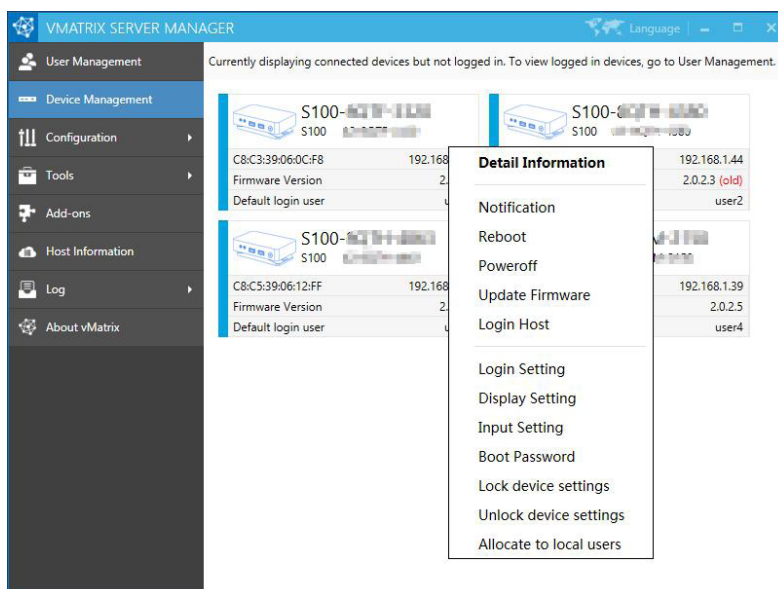 VMATRIX SERVER MANAGER
Language
User Management
Device Management
Configuration
Tools
Add-ons
Host Information
Log
About vMatrix
Currently displaying connected devices but not logged in. To view logged in devices, go to User Management.
S100-
S100
C8:C3:39:06:0C:F8 192.168
Firmware Version 2.
Default login user
S100-
S100
192.168.1.44
2.0.2.3 (old)
user2
S100-
S100
C8:C5:39:06:12:FF 192.168
Firmware Version 2.
Default login user
192.168.1.39
2.0.2.5
user4
Detail Information
Notification
Reboot
Poweroff
Update Firmware
Login Host
Login Setting
Display Setting
Input Setting
Boot Password
Lock device settings
Unlock device settings
Allocate to local users